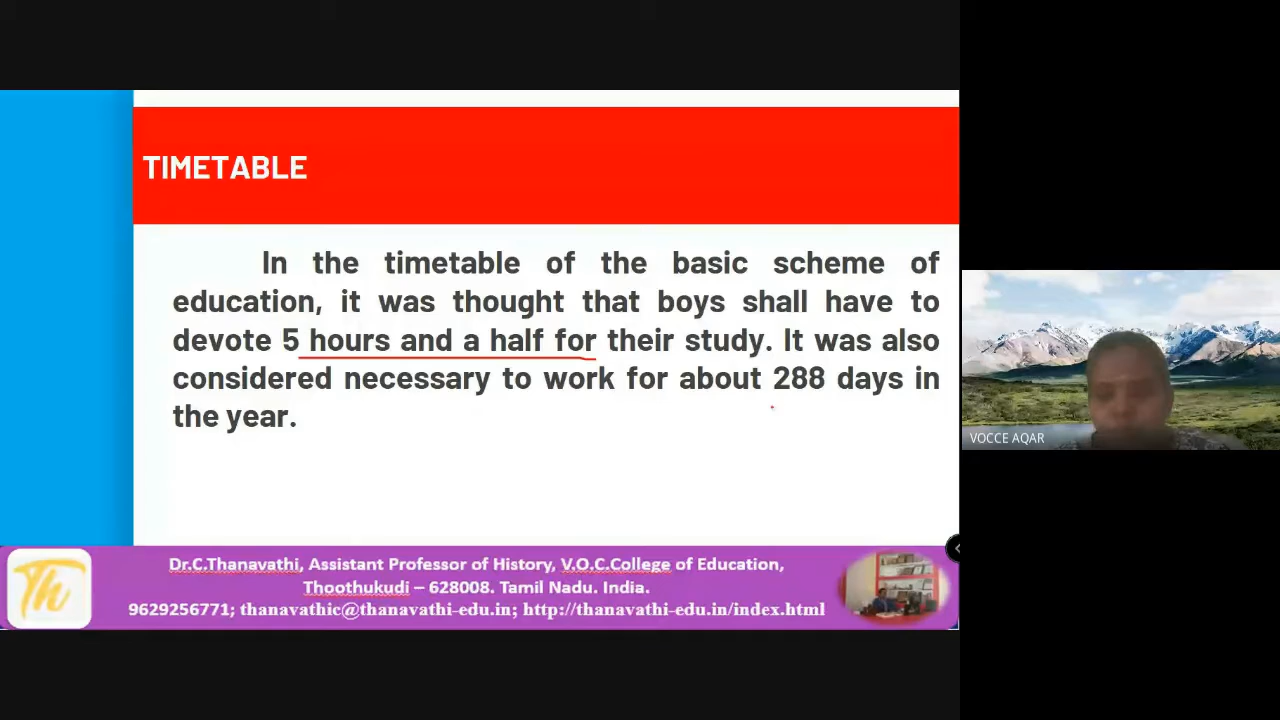 TIMETABLE
In the timetable of the basic scheme of
education, it was thought that boys shall have to
devote 5 hours and a half for their study. It was also
considered necessary to work for about 288 days in
the year.
VOCCE AQAR
Th
Dr.C.Thanavathi, Assistant Professor of History, V.O.C.College of Education,
Thoothukudi – 628008. Tamil Nadu. India.
9629256771; thanavathic@thanavathi-edu.in; http://thanavathi-edu.in/index.html